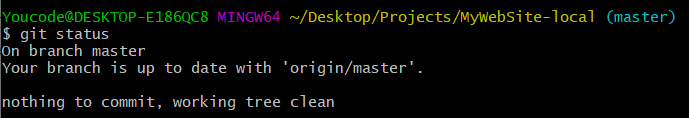 Youcode@DESKTOP-E186QC8 MINGW64 ~/Desktop/Projects/MyWebSite-local (master)
$ git status
On branch master
Your branch is up to date with 'origin/master'.
nothing to commit, working tree clean